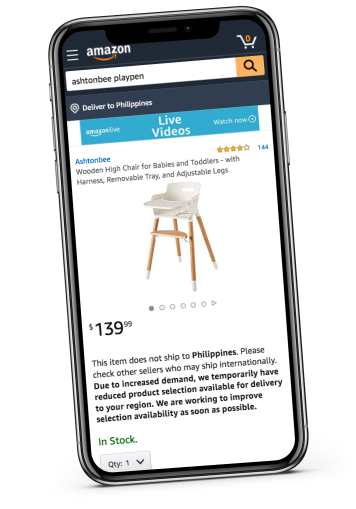 amazon
0
ashtonbee playpen
Deliver to Philippines
amazonlive
Live
Videos
Watch now
Ashtonbee
144
Wooden High Chair for Babies and Toddlers - with
Harness, Removable Tray, and Adjustable Legs
$139.99
This item does not ship to Philippines. Please
check other sellers who may ship internationally.
Due to increased demand, we temporarily have
reduced product selection available for delivery
to your region. We are working to improve
selection availability as soon as possible.
In Stock.
Qty: 1